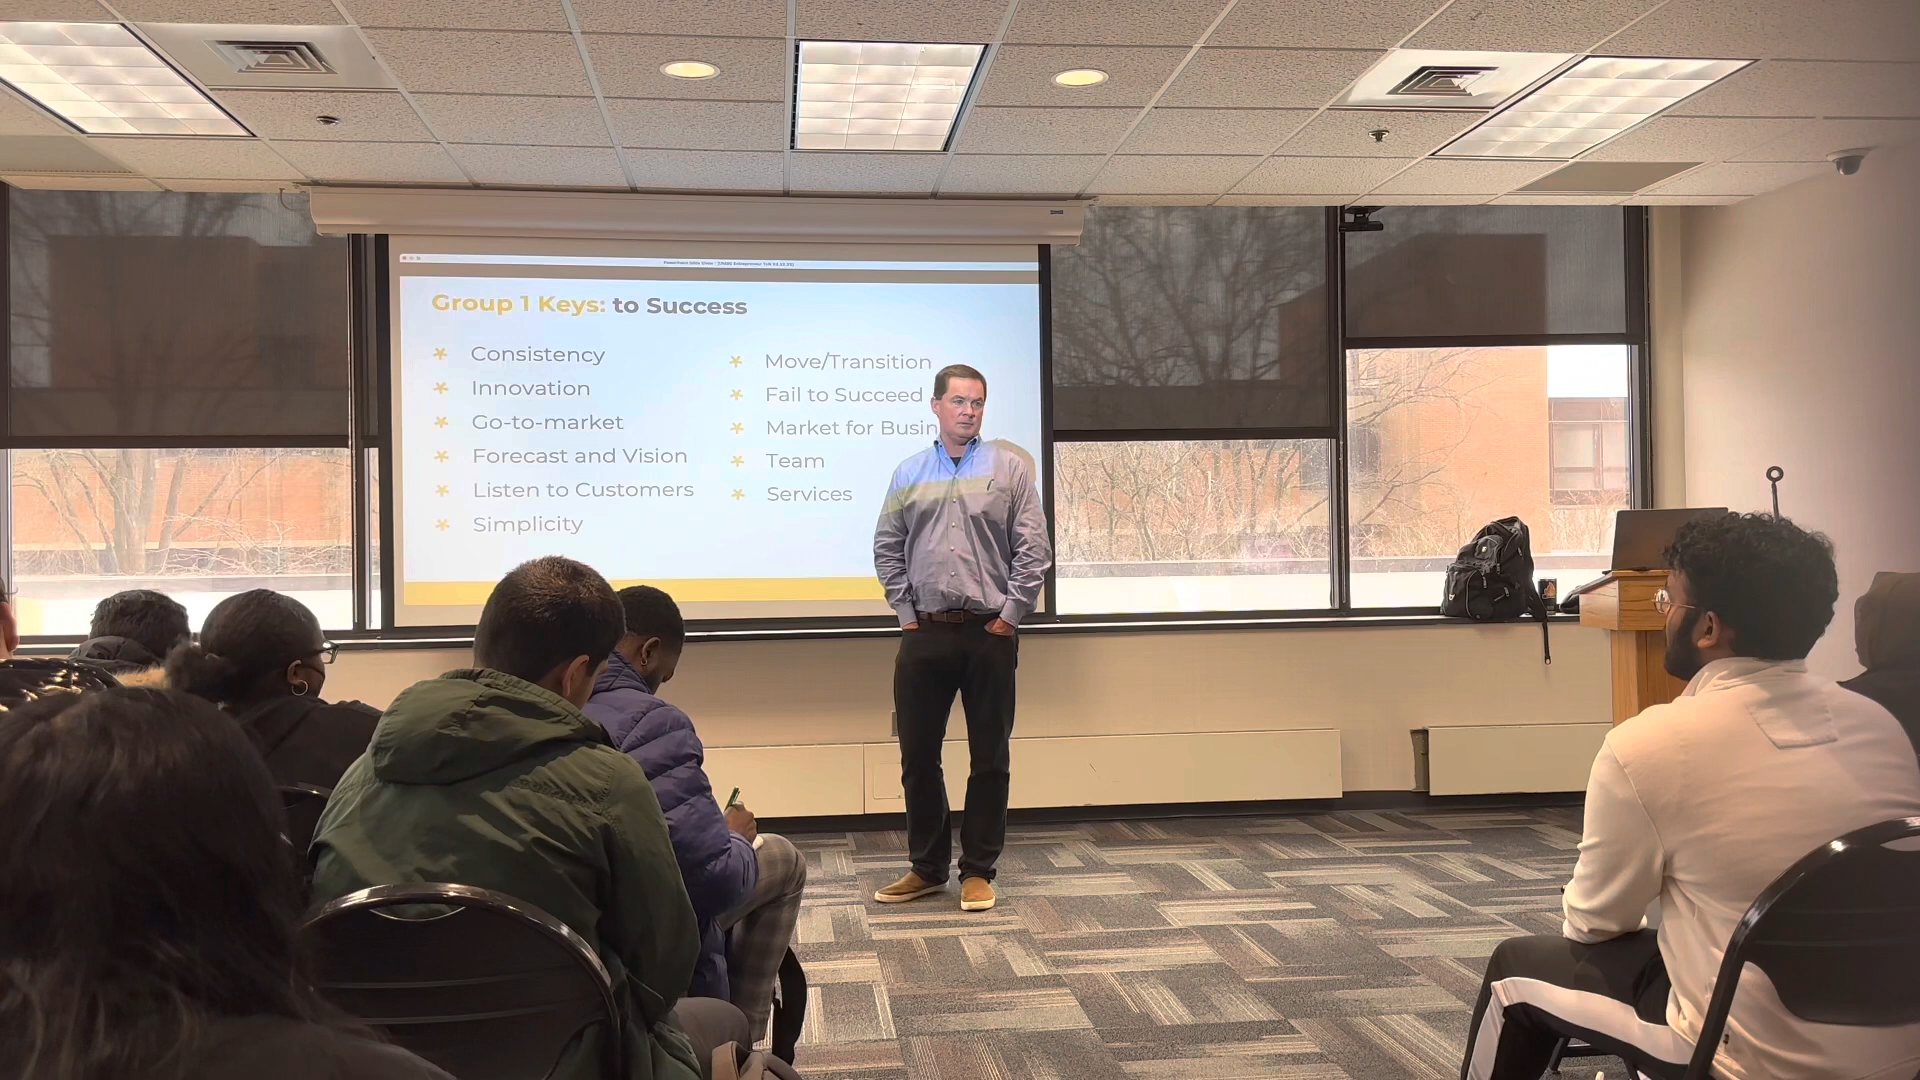 Group 1 Keys: to Success
Consistency
Innovation
Go-to-market
Forecast and Vision
Listen to Customers
Simplicity
Move/Transition
Fail to Succeed
Market for Busin
Team
Services